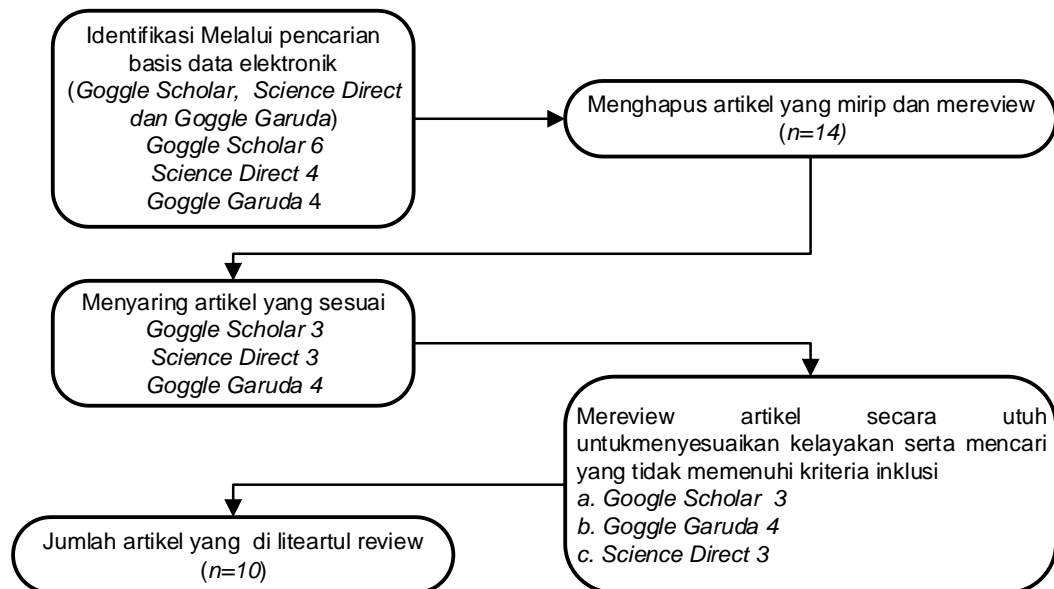 Identifikasi Melalui pencarian
basis data elektronik
(Goggle Scholar, Science Direct
dan Goggle Garuda)
Goggle Scholar 6
Science Direct 4
Goggle Garuda 4
Menghapus artikel yang mirip dan mereview
(n=14)
Menyaring artikel yang sesuai
Goggle Scholar 3
Science Direct 3
Goggle Garuda 4
Mereview artikel secara utuh
untukmenyesuaikan kelayakan serta mencari
yang tidak memenuhi kriteria inklusi
a. Google Scholar 3
b. Goggle Garuda 4
c. Science Direct 3
Jumlah artikel yang di liteartul review
(n=10)